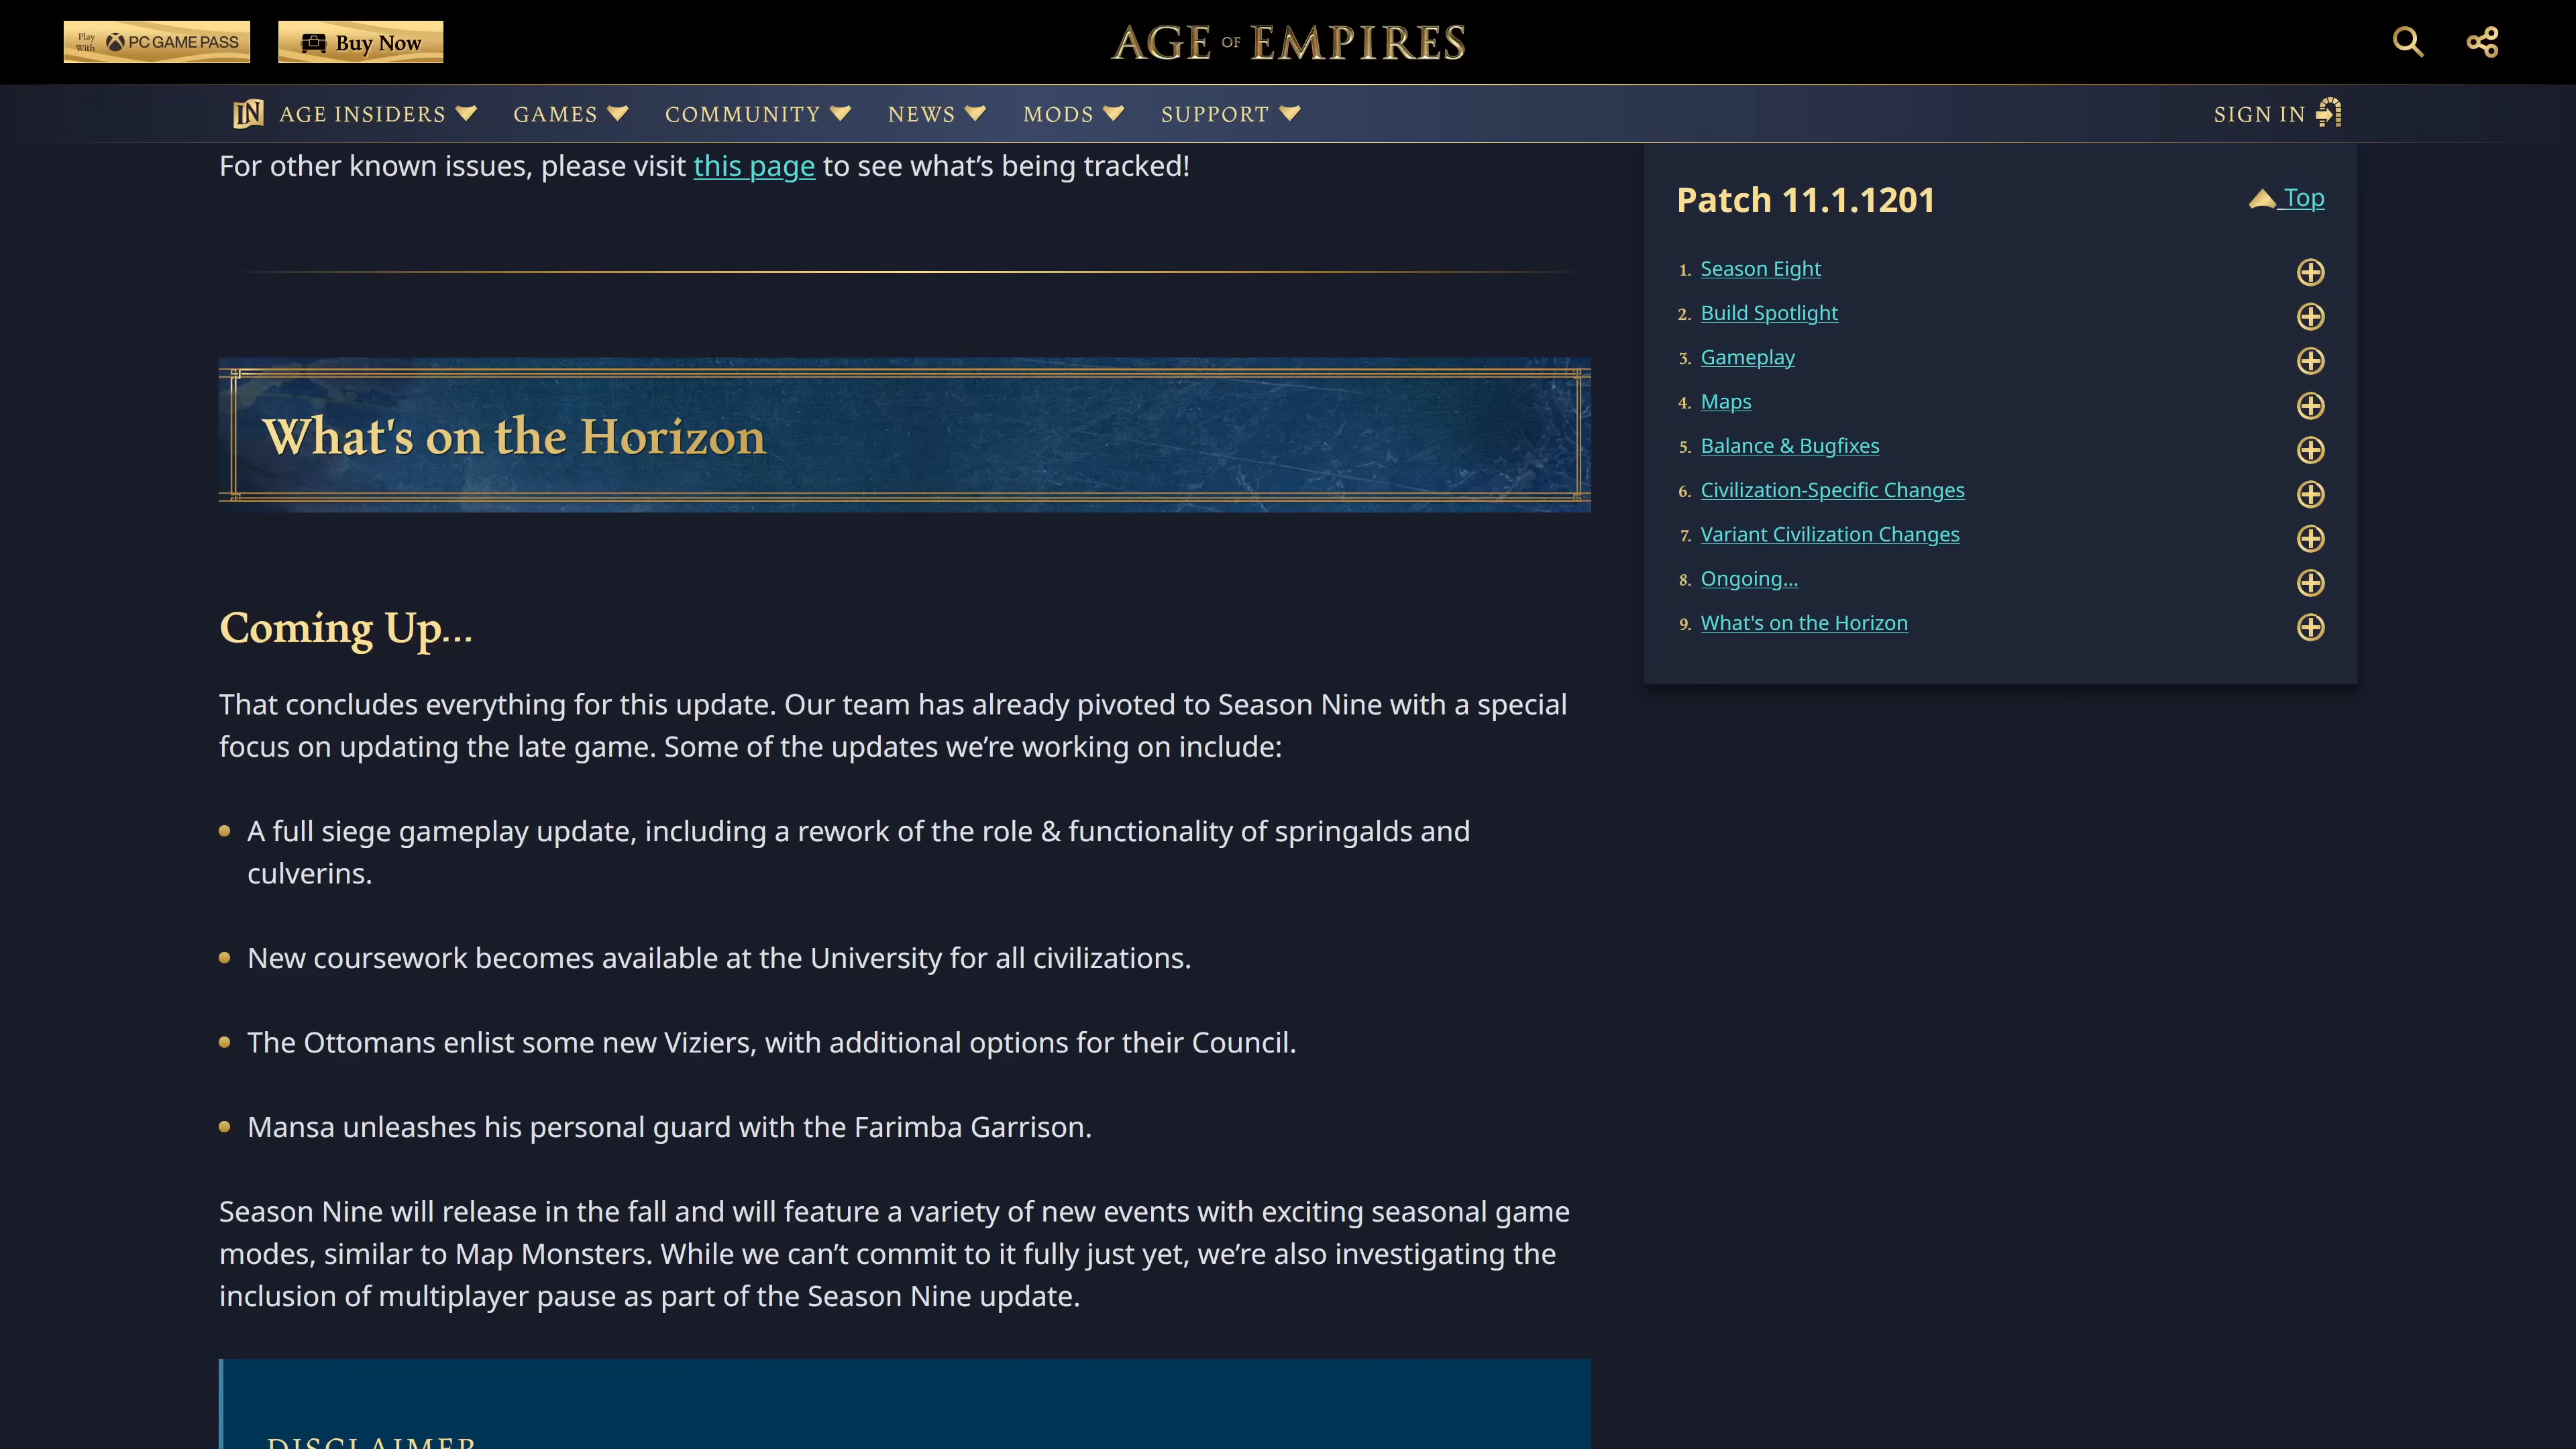 Play
With
PC GAME PASS
Buy Now
AGE OF EMPIRES
IN AGE INSIDERS
GAMES
COMMUNITY
NEWS
MODS
SUPPORT
SIGN IN
For other known issues, please visit this page to see what’s being tracked!
What's on the Horizon
Coming Up...
That concludes everything for this update. Our team has already pivoted to Season Nine with a special
focus on updating the late game. Some of the updates we’re working on include:
A full siege gameplay update, including a rework of the role & functionality of springalds and
culverins.
New coursework becomes available at the University for all civilizations.
The Ottomans enlist some new Viziers, with additional options for their Council.
Mansa unleashes his personal guard with the Farimba Garrison.
Season Nine will release in the fall and will feature a variety of new events with exciting seasonal game
modes, similar to Map Monsters. While we can’t commit to it fully just yet, we’re also investigating the
inclusion of multiplayer pause as part of the Season Nine update.
DISCLAIMER
Patch 11.1.1201
Top
1. Season Eight
2. Build Spotlight
3. Gameplay
4. Maps
5. Balance & Bugfixes
6. Civilization-Specific Changes
7. Variant Civilization Changes
8. Ongoing...
9. What's on the Horizon